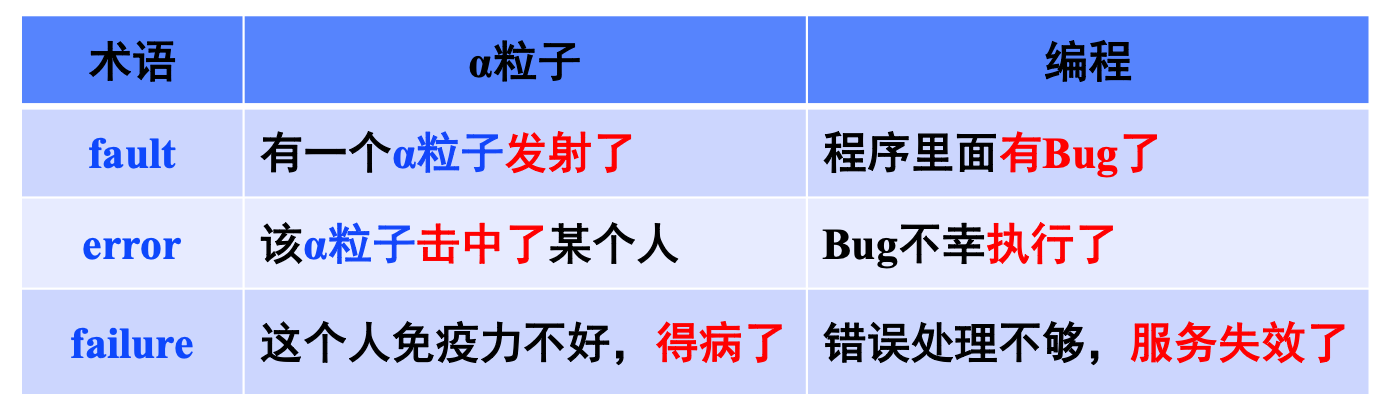 术语 α粒子 编程
fault 有一个α粒子发射了 程序里面有Bug了
error 该α粒子击中了某个人 Bug不幸执行了
failure 这个人免疫力不好，得病了 错误处理不够，服务失效了